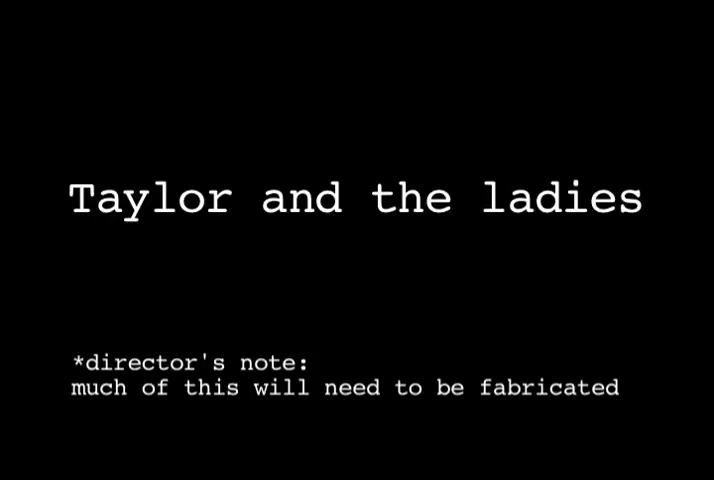 Taylor and the ladies
*director's note:
much of this will need to be fabricated